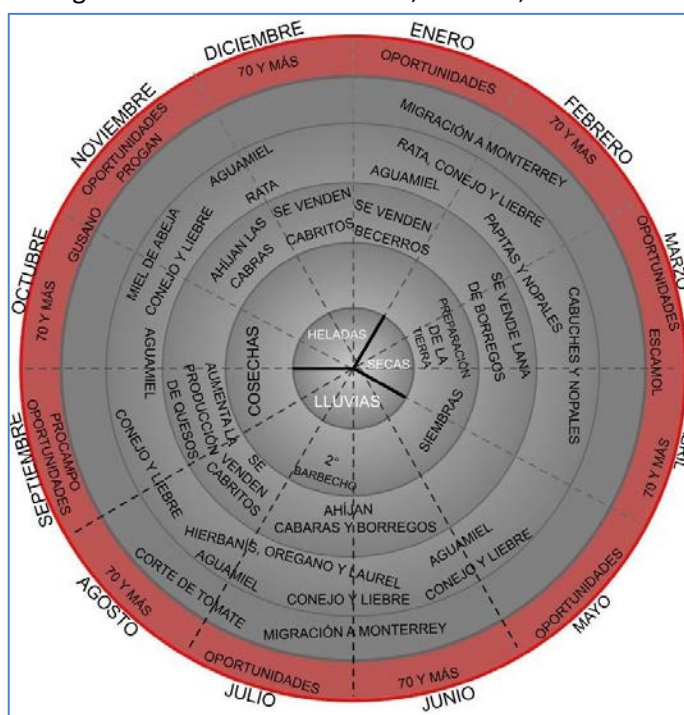 DICIEMBRE
ENERO
FEBRERO
MARZO
MAYO
JUNIO
JULIO
AGOSTO
SEPTIEMBRE
OCTUBRE
NOVIEMBRE
70 Y MÁS
OPORTUNIDADES
70 Y MÁS
OPORTUNIDADES
ESCAMOL
70 Y MÁS
OPORTUNIDADES
70 Y MÁS
OPORTUNIDADES
70 Y MÁS
PROCAMPO
OPORTUNIDADES
70 Y MÁS
GUSANO
OPORTUNIDADES
PROGAN
MIGRACIÓN A MONTERREY
MIGRACIÓN A MONTERREY
CORTE DE TOMATE
RATA, CONEJO Y LIEBRE
AGUAMIEL
PAPITAS Y NOPALES
CABUCHES Y NOPALES
AGUAMIEL
CONEJO Y LIEBRE
HIERBANIS, OREGANO Y LAUREL
AGUAMIEL
CONEJO Y LIEBRE
CONEJO Y LIEBRE
AGUAMIEL
MIEL DE ABEJA
CONEJO Y LIEBRE
AGUAMIEL
RATA
SE VENDEN
BECERROS
SE VENDE LANA
DE BORREGOS
AHÍJAN
CABARAS Y BORREGOS
SE
VENDEN
CABRITOS
AUMENTA LA
PRODUCCIÓN
DE QUESOS
AHÍJAN LAS
CABRAS
SE VENDEN
CABRITOS
PREPARACIÓN
DE LA
TIERRA
SIEMBRAS
2°
BARBECHO
COSECHAS
HELADAS
SECAS
LLUVIAS